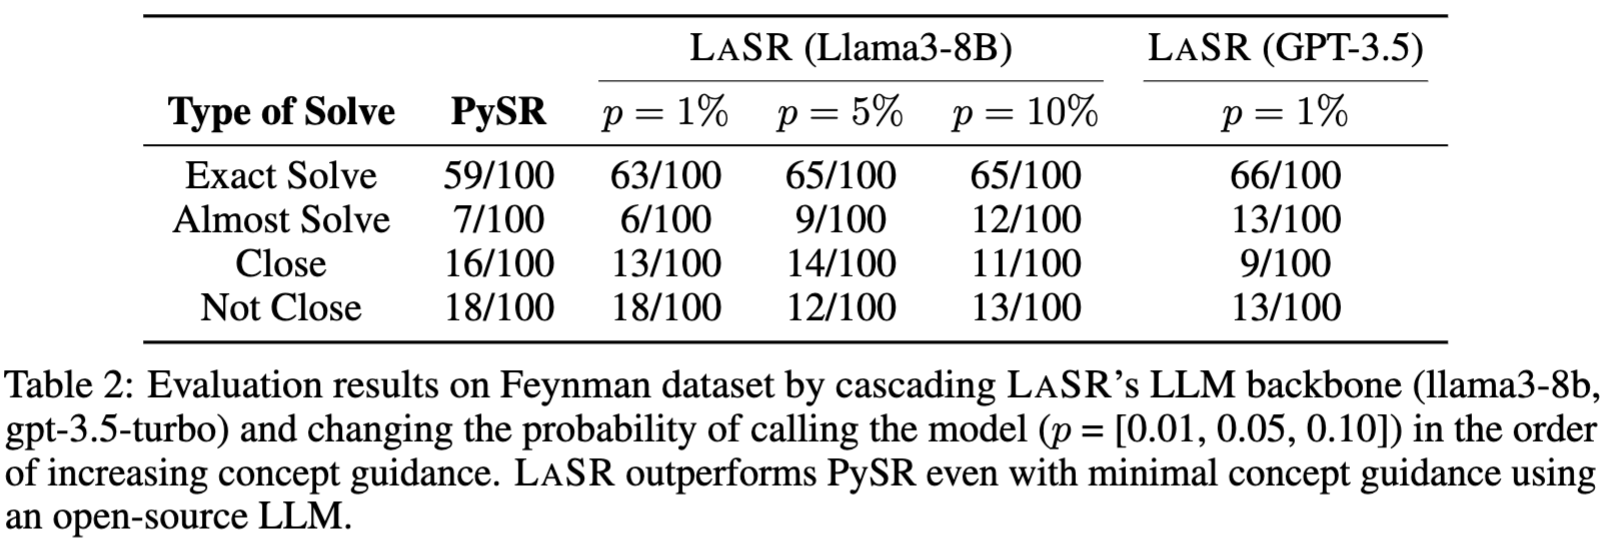 LASR (Llama3-8B) LASR (GPT-3.5)
Type of Solve PySR p = 1% p = 5% p = 10% p = 1%
Exact Solve 59/100 63/100 65/100 65/100 66/100
Almost Solve 7/100 6/100 9/100 12/100 13/100
Close 16/100 13/100 14/100 11/100 9/100
Not Close 18/100 18/100 12/100 13/100 13/100
Table 2: Evaluation results on Feynman dataset by cascading LASR's LLM backbone (llama3-8b,
gpt-3.5-turbo) and changing the probability of calling the model (p = [0.01, 0.05, 0.10]) in the order
of increasing concept guidance. LASR outperforms PySR even with minimal concept guidance using
an open-source LLM.